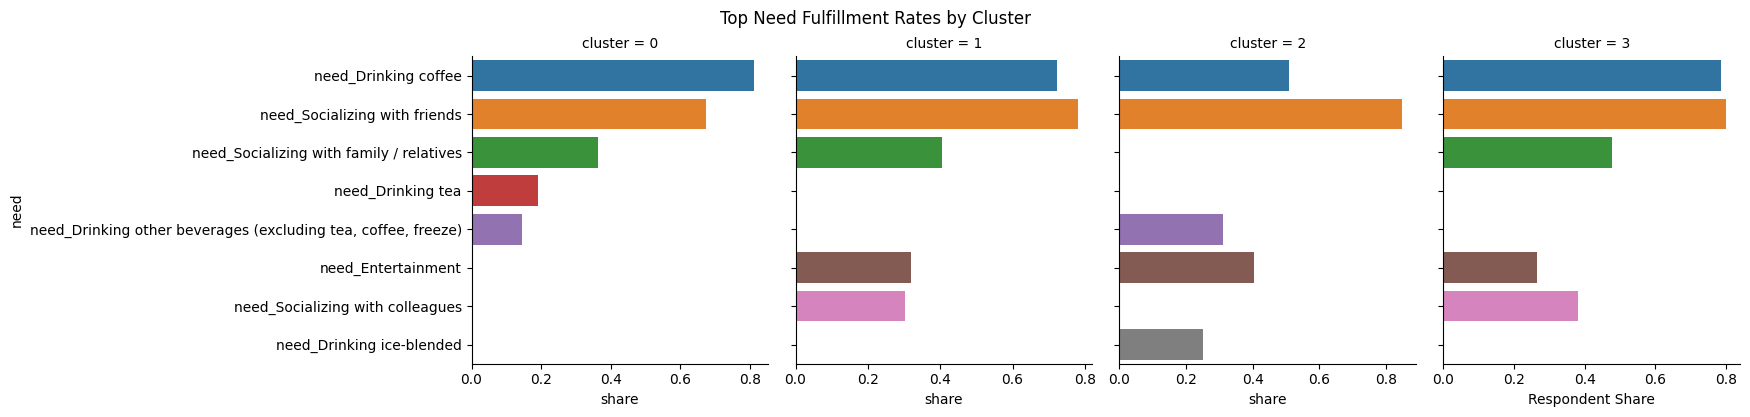 Top Need Fulfillment Rates by Cluster
cluster = 0
cluster = 1
cluster = 2
cluster = 3
need
need_Drinking coffee
need_Socializing with friends
need_Socializing with family / relatives
need_Drinking tea
need_Drinking other beverages (excluding tea, coffee, freeze)
need_Entertainment
need_Socializing with colleagues
need_Drinking ice-blended
0.0 0.2 0.4 0.6 0.8
0.0 0.2 0.4 0.6 0.8
0.0 0.2 0.4 0.6 0.8
0.0 0.2 0.4 0.6 0.8
share
share
share
Respondent Share